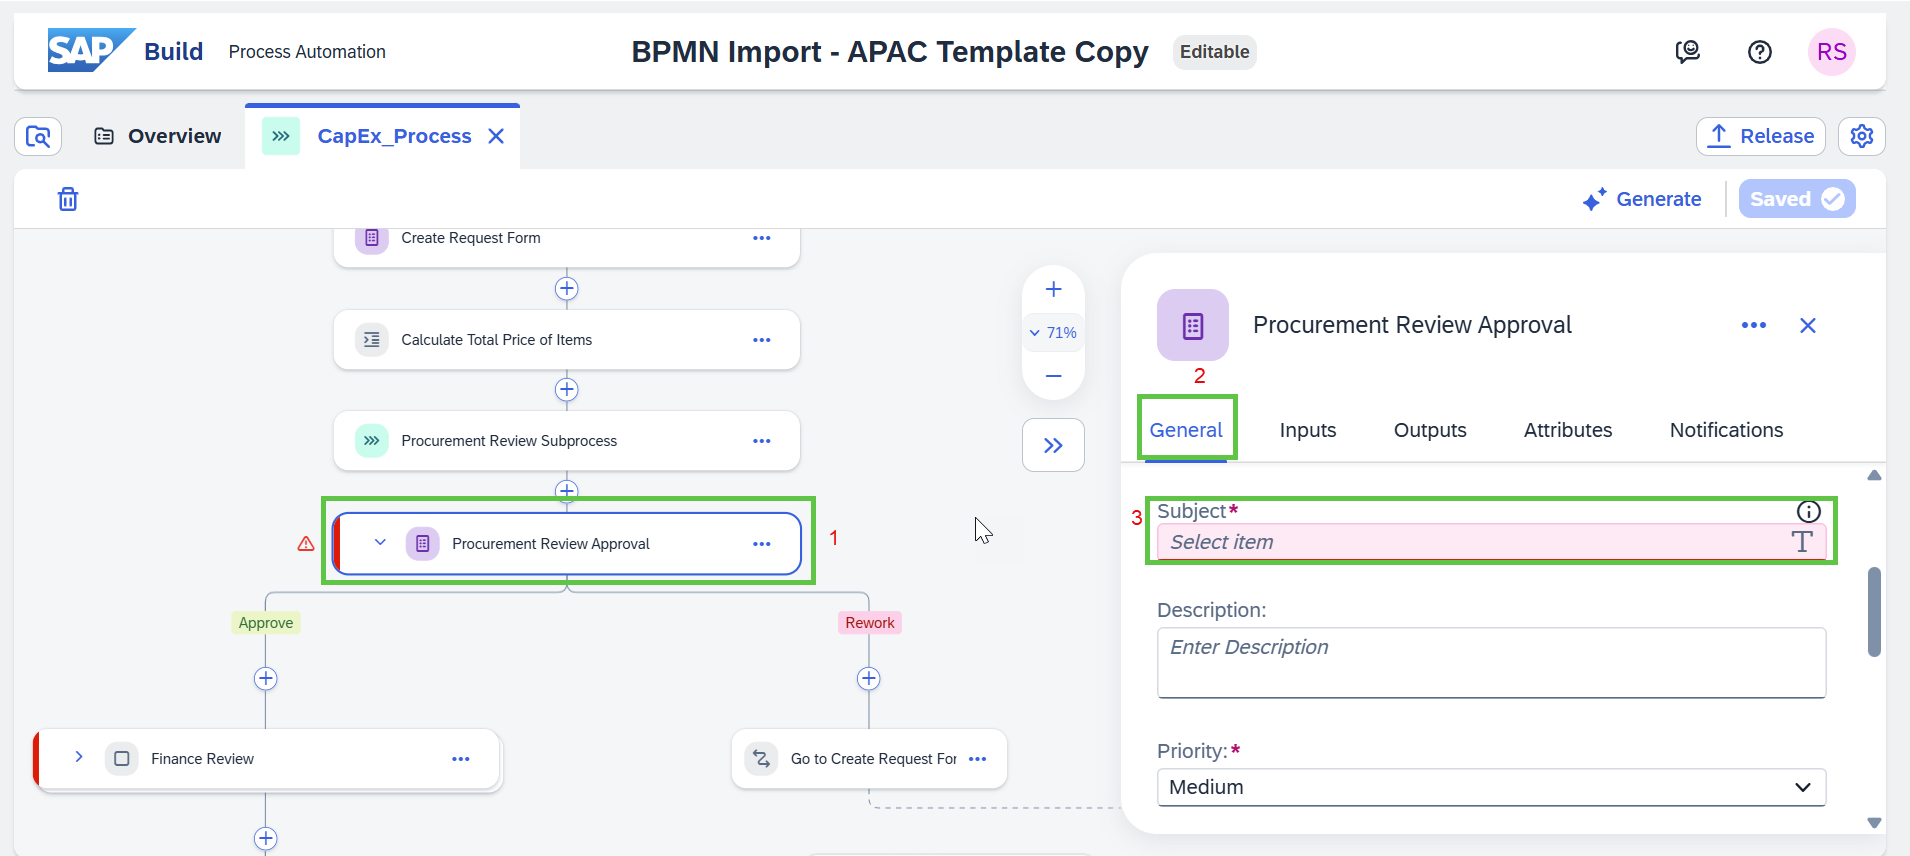 SAP Build Process Automation
BPMN Import - APAC Template Copy Editable
RS
Overview
CapEx_Process
Release
Generate
Saved
Create Request Form
Calculate Total Price of Items
Procurement Review Subprocess
Procurement Review Approval
1
Approve
Rework
Finance Review
Go to Create Request For
71%
Procurement Review Approval
2
General Inputs Outputs Attributes Notifications
3
Subject*
Select item
Description:
Enter Description
Priority:*
Medium